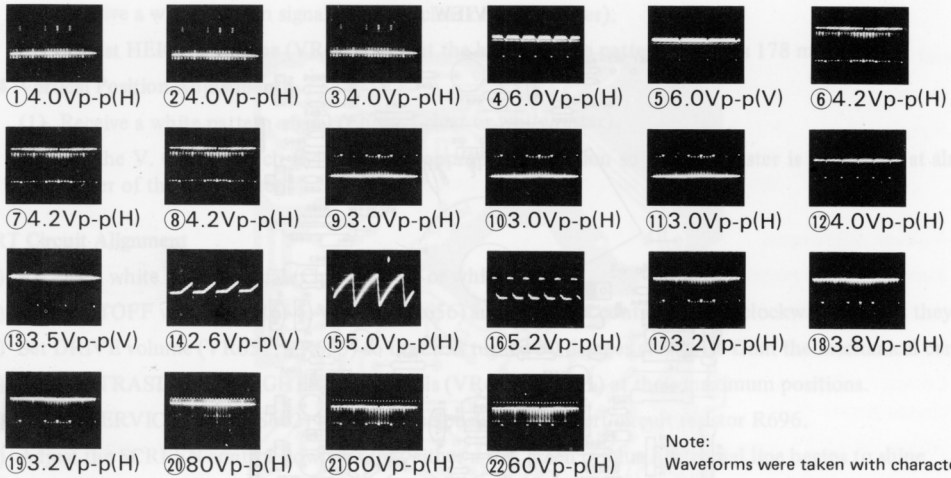 ①4.0Vp-p(H) ②4.0Vp-p(H) ③4.0Vp-p(H) ④6.0Vp-p(H) ⑤6.0Vp-p(V) ⑥4.2Vp-p(H)
⑦4.2Vp-p(H) ⑧4.2Vp-p(H) ⑨3.0Vp-p(H) ⑩3.0Vp-p(H) ⑪3.0Vp-p(H) ⑫4.0Vp-p(H)
⑬3.5Vp-p(V) ⑭2.6Vp-p(V) ⑮5.0Vp-p(H) ⑯5.2Vp-p(H) ⑰3.2Vp-p(H) ⑱3.8Vp-p(H)
⑲3.2Vp-p(H) ⑳80Vp-p(H) ㉑60Vp-p(H) ㉒60Vp-p(H)
Note:
Waveforms were taken with characte